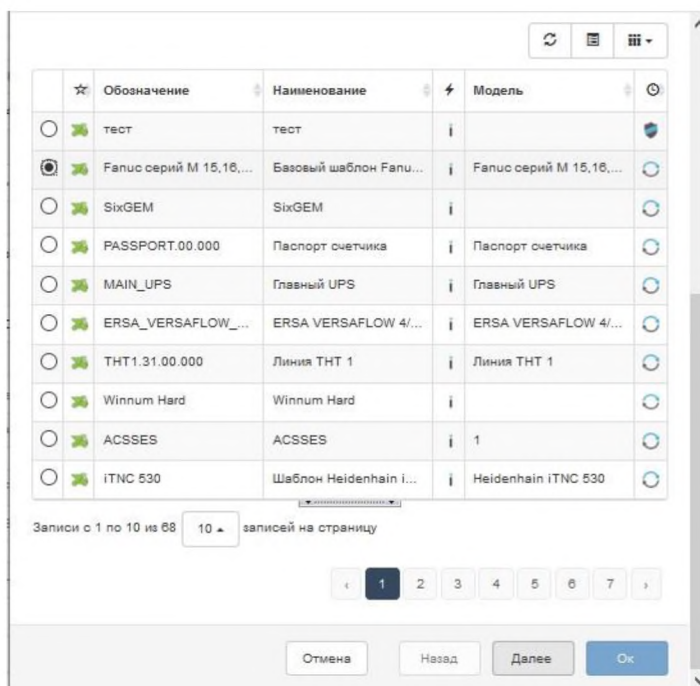 Обозначение Наименование Модель
тест тест i
Fanuc серий М 15,16,... Базовый шаблон Fanu... i Fanuc серий М 15,16,...
SixGEM SixGEM i
PASSPORT.00.000 Паспорт счетчика i Паспорт счетчика
MAIN_UPS Главный UPS i Главный UPS
ERSA_VERSAFLOW_... ERSA VERSAFLOW 4/... i ERSA VERSAFLOW 4/...
THT1.31.00.000 Линия THT 1 i Линия THT 1
Winnum Hard Winnum Hard i
ACSSES ACSSES i 1
iTNC 530 Шаблон Heidenhain i... i Heidenhain iTNC 530
Записи с 1 по 10 из 68 10 записей на страницу
‹ 1 2 3 4 5 6 7 ›
Отмена Назад Далее Ок